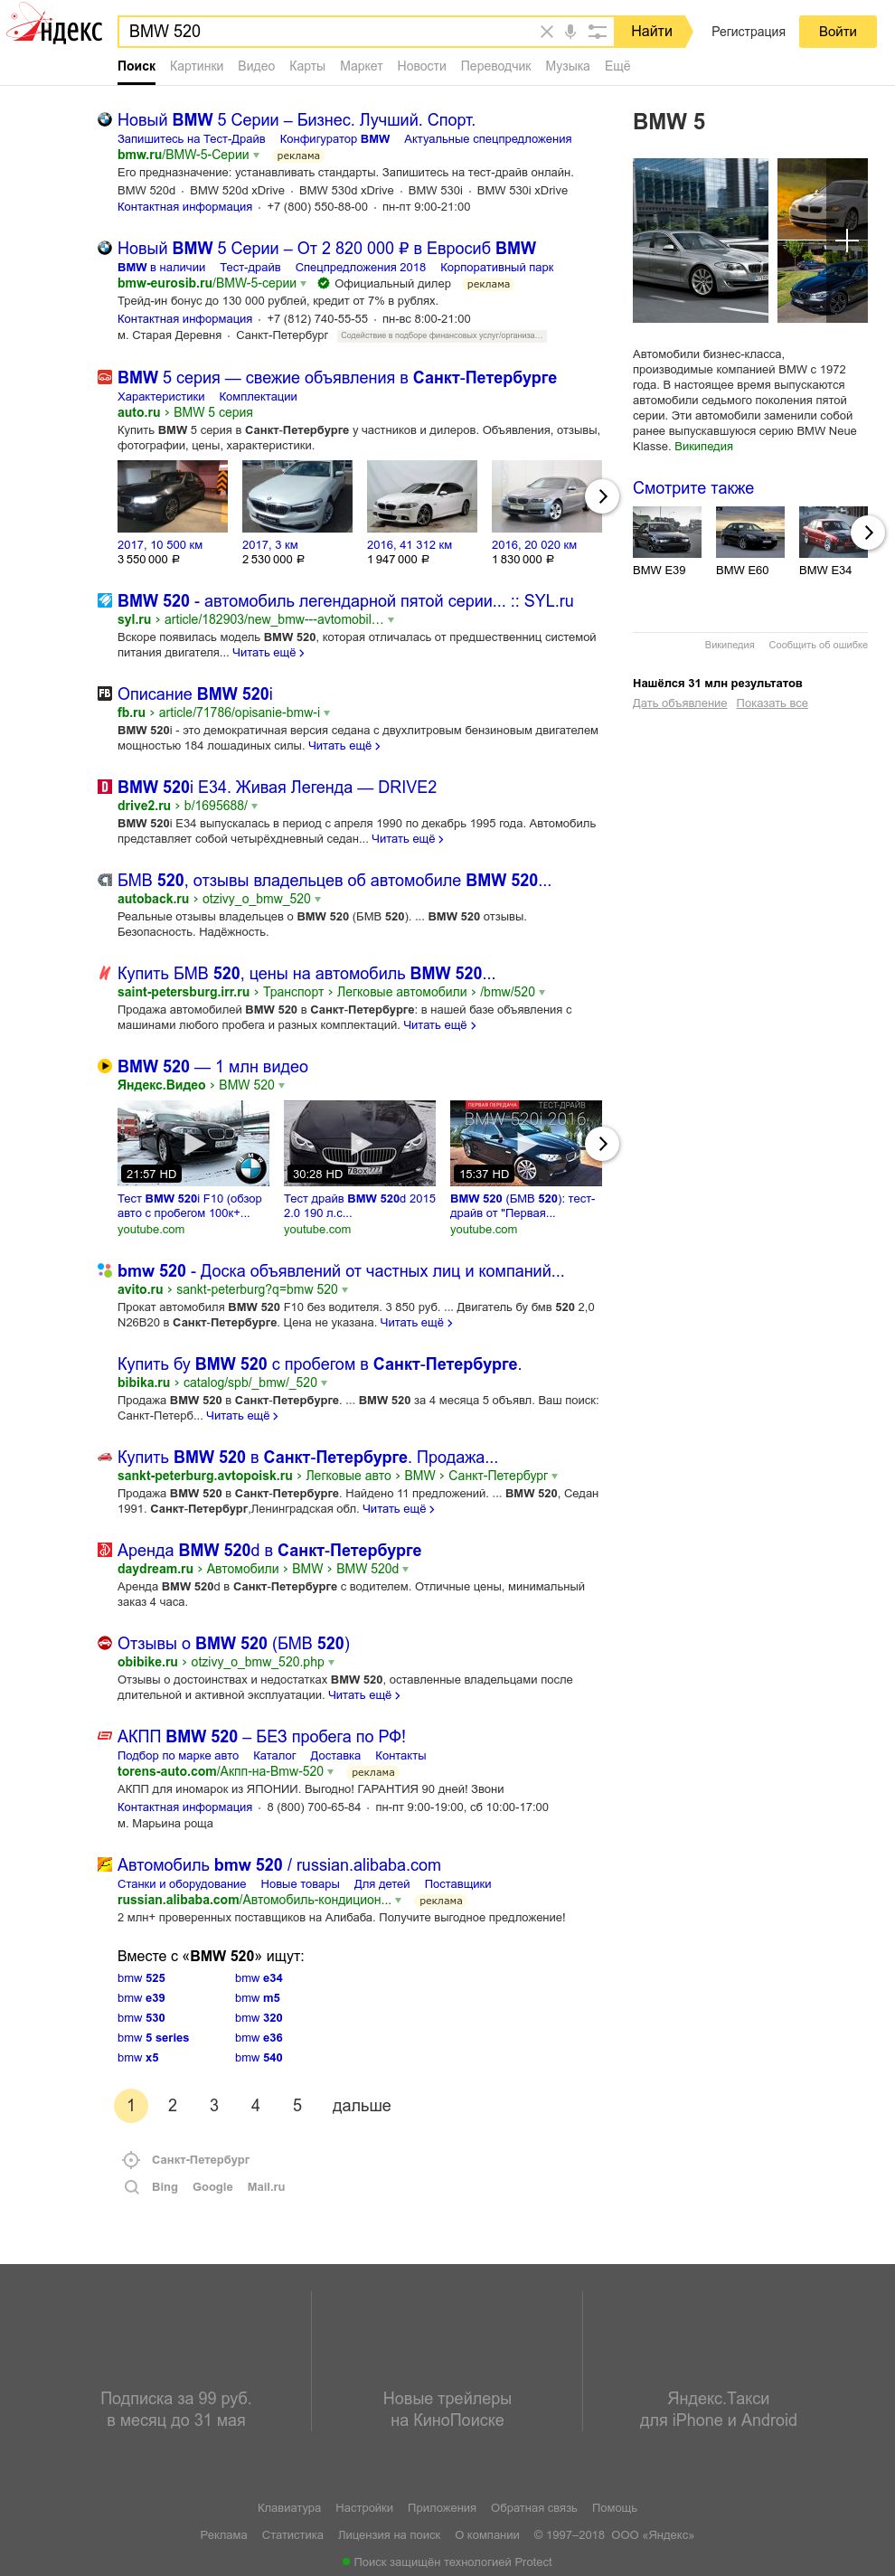 Яндекс
BMW 520
Найти
Регистрация
Войти
Поиск Картинки Видео Карты Маркет Новости Переводчик Музыка Ещё
Новый BMW 5 Серии – Бизнес. Лучший. Спорт.
Запишитесь на Тест-Драйв Конфигуратор BMW Актуальные спецпредложения
bmw.ru/BMW-5-Серии реклама
Его предназначение: устанавливать стандарты. Запишитесь на тест-драйв онлайн.
BMW 520d · BMW 520d xDrive · BMW 530d xDrive · BMW 530i · BMW 530i xDrive
Контактная информация · +7 (800) 550-88-00 · пн-пт 9:00-21:00
Новый BMW 5 Серии – От 2 820 000 ₽ в Евросиб BMW
BMW в наличии Тест-драйв Спецпредложения 2018 Корпоративный парк
bmw-eurosib.ru/BMW-5-серии Официальный дилер реклама
Трейд-ин бонус до 130 000 рублей, кредит от 7% в рублях.
Контактная информация · +7 (812) 740-55-55 · пн-вс 8:00-21:00
м. Старая Деревня · Санкт-Петербург Содействие в подборе финансовых услуг/организа...
BMW 5 серия — свежие объявления в Санкт-Петербурге
Характеристики Комплектации
auto.ru › BMW 5 серия
Купить BMW 5 серия в Санкт-Петербурге у частников и дилеров. Объявления, отзывы,
фотографии, цены, характеристики.
2017, 10 500 км 2017, 3 км 2016, 41 312 км 2016, 20 020 км
3 550 000 ₽ 2 530 000 ₽ 1 947 000 ₽ 1 830 000 ₽
BMW 520 - автомобиль легендарной пятой серии... :: SYL.ru
syl.ru › article/182903/new_bmw---avtomobil...
Вскоре появилась модель BMW 520, которая отличалась от предшественниц системой
питания двигателя... Читать ещё ›
FB
Описание BMW 520i
fb.ru › article/71786/opisanie-bmw-i
BMW 520i - это демократичная версия седана с двухлитровым бензиновым двигателем
мощностью 184 лошадиных силы. Читать ещё ›
D
BMW 520i E34. Живая Легенда — DRIVE2
drive2.ru › b/1695688/
BMW 520i E34 выпускалась в период с апреля 1990 по декабрь 1995 года. Автомобиль
представляет собой четырёхдневный седан... Читать ещё ›
БМВ 520, отзывы владельцев об автомобиле BMW 520...
autoback.ru › otzivy_o_bmw_520
Реальные отзывы владельцев о BMW 520 (БМВ 520). ... BMW 520 отзывы.
Безопасность. Надёжность.
Купить БМВ 520, цены на автомобиль BMW 520...
saint-petersburg.irr.ru › Транспорт › Легковые автомобили › /bmw/520
Продажа автомобилей BMW 520 в Санкт-Петербурге: в нашей базе объявления с
машинами любого пробега и разных комплектаций. Читать ещё ›
BMW 520 — 1 млн видео
Яндекс.Видео › BMW 520
ПЕРВАЯ ПЕРЕДАЧА ТЕСТ-ДРАЙВ
BMW 520i 2016
21:57 HD 30:28 HD 15:37 HD
Тест BMW 520i F10 (обзор
авто с пробегом 100к+...
youtube.com
Тест драйв BMW 520d 2015
2.0 190 л.с...
youtube.com
BMW 520 (БМВ 520): тест-
драйв от "Первая...
youtube.com
bmw 520 - Доска объявлений от частных лиц и компаний...
avito.ru › sankt-peterburg?q=bmw 520
Прокат автомобиля BMW 520 F10 без водителя. 3 850 руб. ... Двигатель бу бмв 520 2,0
N26B20 в Санкт-Петербурге. Цена не указана. Читать ещё ›
Купить бу BMW 520 с пробегом в Санкт-Петербурге.
bibika.ru › catalog/spb/_bmw/_520
Продажа BMW 520 в Санкт-Петербурге. ... BMW 520 за 4 месяца 5 объявл. Ваш поиск:
Санкт-Петерб... Читать ещё ›
Купить BMW 520 в Санкт-Петербурге. Продажа...
sankt-peterburg.avtopoisk.ru › Легковые авто › BMW › Санкт-Петербург
Продажа BMW 520 в Санкт-Петербурге. Найдено 11 предложений. ... BMW 520, Седан
1991. Санкт-Петербург,Ленинградская обл. Читать ещё ›
Аренда BMW 520d в Санкт-Петербурге
daydream.ru › Автомобили › BMW › BMW 520d
Аренда BMW 520d в Санкт-Петербурге с водителем. Отличные цены, минимальный
заказ 4 часа.
Отзывы о BMW 520 (БМВ 520)
obibike.ru › otzivy_o_bmw_520.php
Отзывы о достоинствах и недостатках BMW 520, оставленные владельцами после
длительной и активной эксплуатации. Читать ещё ›
АКПП BMW 520 – БЕЗ пробега по РФ!
Подбор по марке авто Каталог Доставка Контакты
torens-auto.com/Акпп-на-Bmw-520 реклама
АКПП для иномарок из ЯПОНИИ. Выгодно! ГАРАНТИЯ 90 дней! Звони
Контактная информация · 8 (800) 700-65-84 · пн-пт 9:00-19:00, сб 10:00-17:00
м. Марьина роща
Автомобиль bmw 520 / russian.alibaba.com
Станки и оборудование Новые товары Для детей Поставщики
russian.alibaba.com/Автомобиль-кондицион... реклама
2 млн+ проверенных поставщиков на Алибаба. Получите выгодное предложение!
Вместе с «BMW 520» ищут:
bmw 525 bmw e34
bmw e39 bmw m5
bmw 530 bmw 320
bmw 5 series bmw e36
bmw x5 bmw 540
1 2 3 4 5 дальше
Санкт-Петербург
Bing Google Mail.ru
BMW 5
Автомобили бизнес-класса,
производимые компанией BMW с 1972
года. В настоящее время выпускаются
автомобили седьмого поколения пятой
серии. Эти автомобили заменили собой
ранее выпускавшуюся серию BMW Neue
Klasse. Википедия
Смотрите также
BMW E39 BMW E60 BMW E34
Википедия Сообщить об ошибке
Нашёлся 31 млн результатов
Дать объявление Показать все
Подписка за 99 руб.
в месяц до 31 мая
Новые трейлеры
на КиноПоиске
Яндекс.Такси
для iPhone и Android
Клавиатура Настройки Приложения Обратная связь Помощь
Реклама Статистика Лицензия на поиск О компании © 1997–2018 ООО «Яндекс»
Поиск защищён технологией Protect